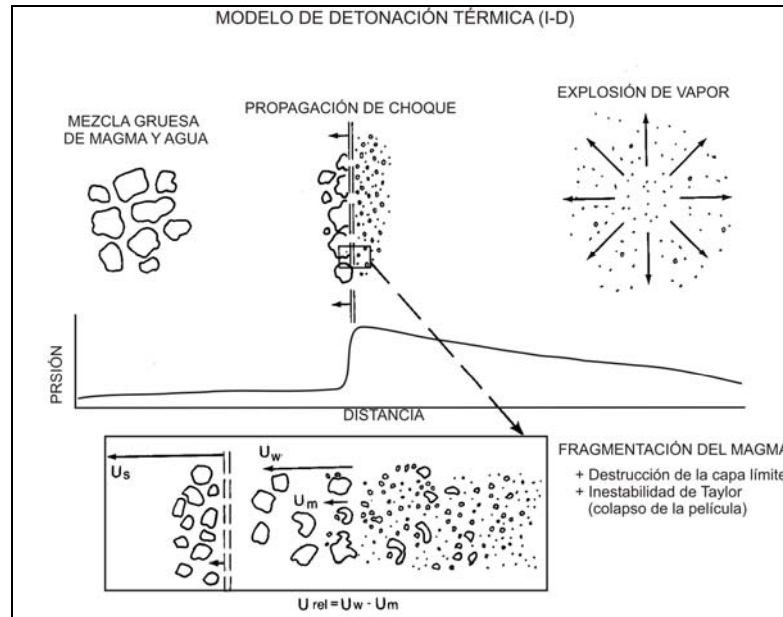 MODELO DE DETONACIÓN TÉRMICA (I-D)
MEZCLA GRUESA
DE MAGMA Y AGUA
PROPAGACIÓN DE CHOQUE
EXPLOSIÓN DE VAPOR
PRSIÓN
DISTANCIA
Us
Uw
Um
FRAGMENTACIÓN DEL MAGMA
+ Destrucción de la capa límite
+ Inestabilidad de Taylor
(colapso de la película)
U rel = Uw - Um